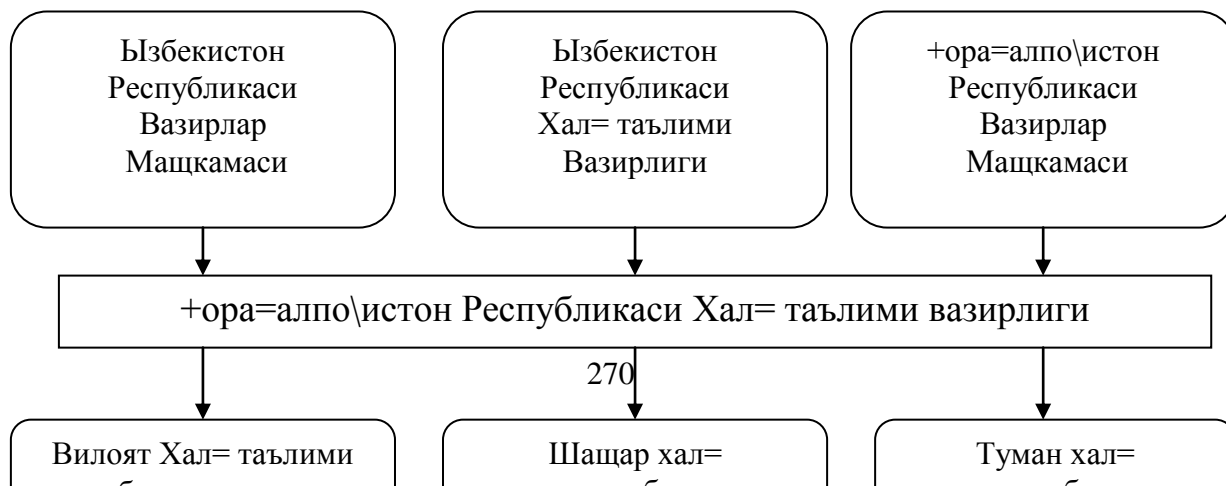 Ызбекистон
Республикаси
Вазирлар
Мащкамаси
Ызбекистон
Республикаси
Хал= таълими
Вазирлиги
+ора=алпо\истон
Республикаси
Вазирлар
Мащкамаси
+ора=алпо\истон Республикаси Хал= таълими вазирлиги
270
Вилоят Хал= таълими
Шащар хал=
Туман хал=